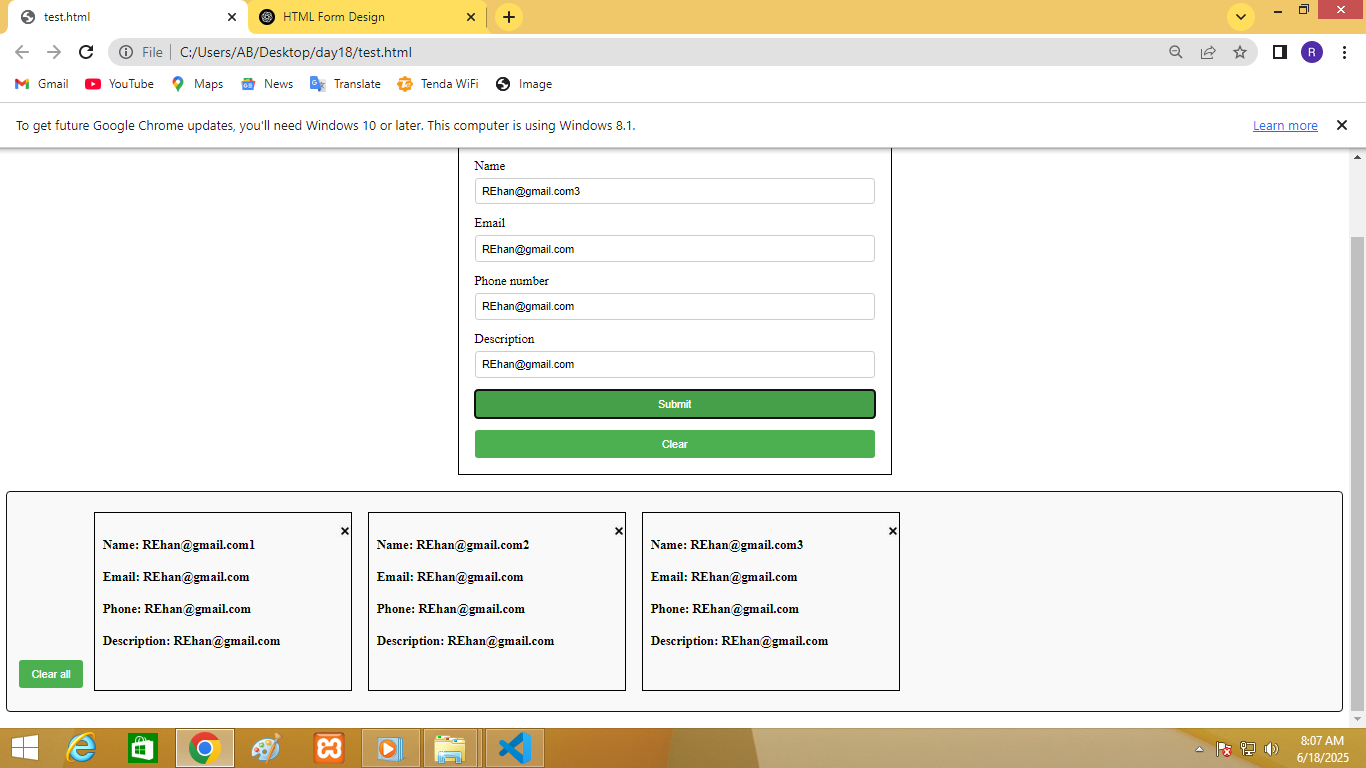 test.html
HTML Form Design
File C:/Users/AB/Desktop/day18/test.html
R
Gmail YouTube Maps News Translate Tenda WiFi Image
To get future Google Chrome updates, you'll need Windows 10 or later. This computer is using Windows 8.1. Learn more
Name
REhan@gmail.com3
Email
REhan@gmail.com
Phone number
REhan@gmail.com
Description
REhan@gmail.com
Submit
Clear
Name: REhan@gmail.com1
Email: REhan@gmail.com
Phone: REhan@gmail.com
Description: REhan@gmail.com
Name: REhan@gmail.com2
Email: REhan@gmail.com
Phone: REhan@gmail.com
Description: REhan@gmail.com
Name: REhan@gmail.com3
Email: REhan@gmail.com
Phone: REhan@gmail.com
Description: REhan@gmail.com
Clear all
8:07 AM
6/18/2025